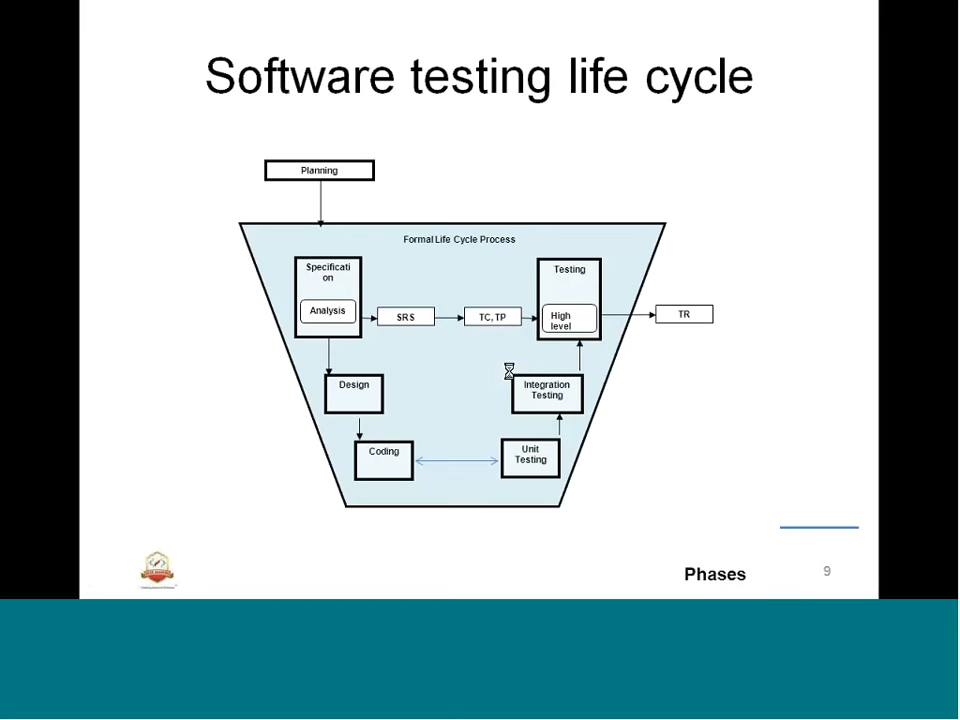 Software testing life cycle
Planning
Formal Life Cycle Process
Specificati
on
Analysis
SRS
TC, TP
Testing
High
level
TR
Design
Integration
Testing
Coding
Unit
Testing
Phases
9